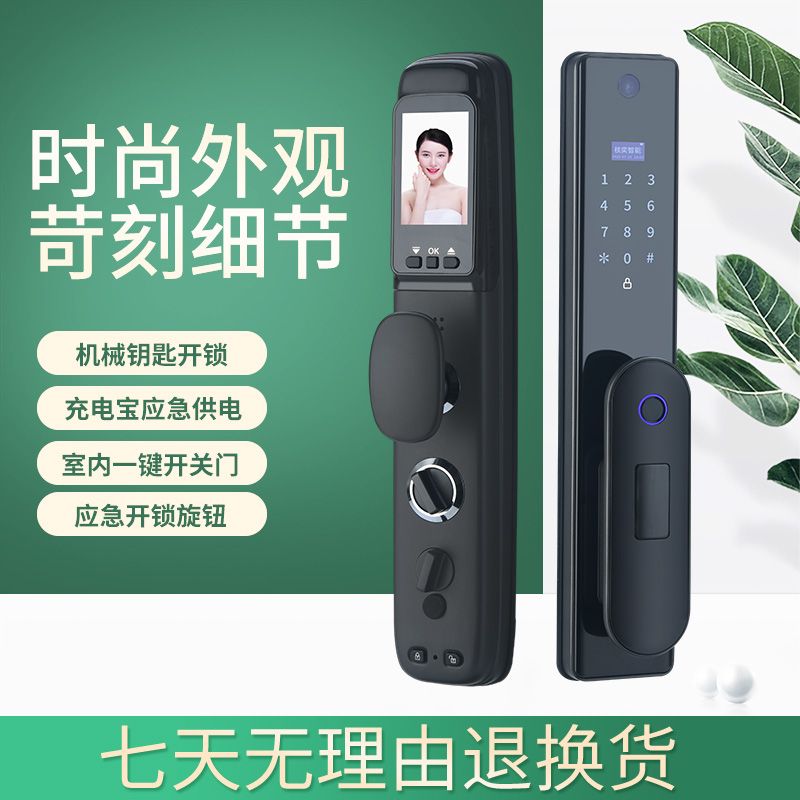 时尚外观
苛刻细节
机械钥匙开锁
充电宝应急供电
室内一键开关门
应急开锁旋钮
OK
1 2 3
4 5 6
7 8 9
* 0 #
七天无理由退换货